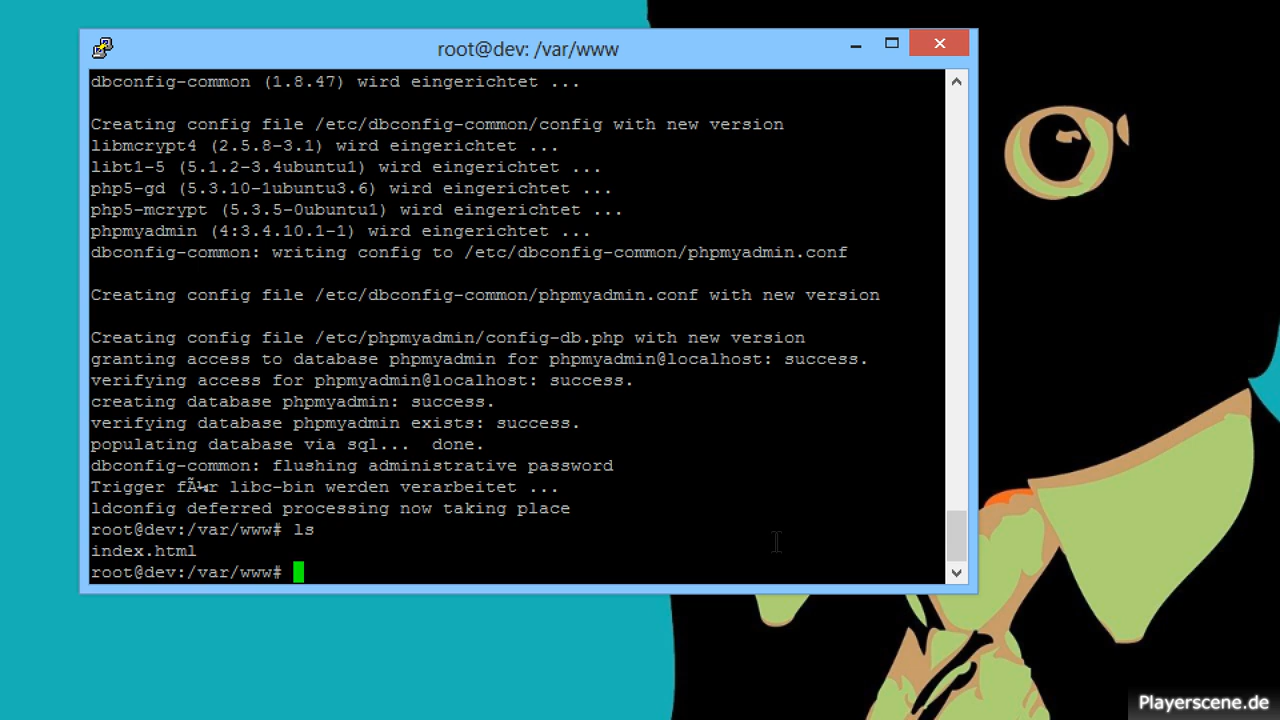 root@dev: /var/www
dbconfig-common (1.8.47) wird eingerichtet ...
Creating config file /etc/dbconfig-common/config with new version
libmcrypt4 (2.5.8-3.1) wird eingerichtet ...
libt1-5 (5.1.2-3.4ubuntu1) wird eingerichtet ...
php5-gd (5.3.10-1ubuntu3.6) wird eingerichtet ...
php5-mcrypt (5.3.5-0ubuntu1) wird eingerichtet ...
phpmyadmin (4:3.4.10.1-1) wird eingerichtet ...
dbconfig-common: writing config to /etc/dbconfig-common/phpmyadmin.conf
Creating config file /etc/dbconfig-common/phpmyadmin.conf with new version
Creating config file /etc/phpmyadmin/config-db.php with new version
granting access to database phpmyadmin for phpmyadmin@localhost: success.
verifying access for phpmyadmin@localhost: success.
creating database phpmyadmin: success.
verifying database phpmyadmin exists: success.
populating database via sql...  done.
dbconfig-common: flushing administrative password
Trigger fÃ¼r libc-bin werden verarbeitet ...
ldconfig deferred processing now taking place
root@dev:/var/www# ls
index.html
root@dev:/var/www#
Playerscene.de